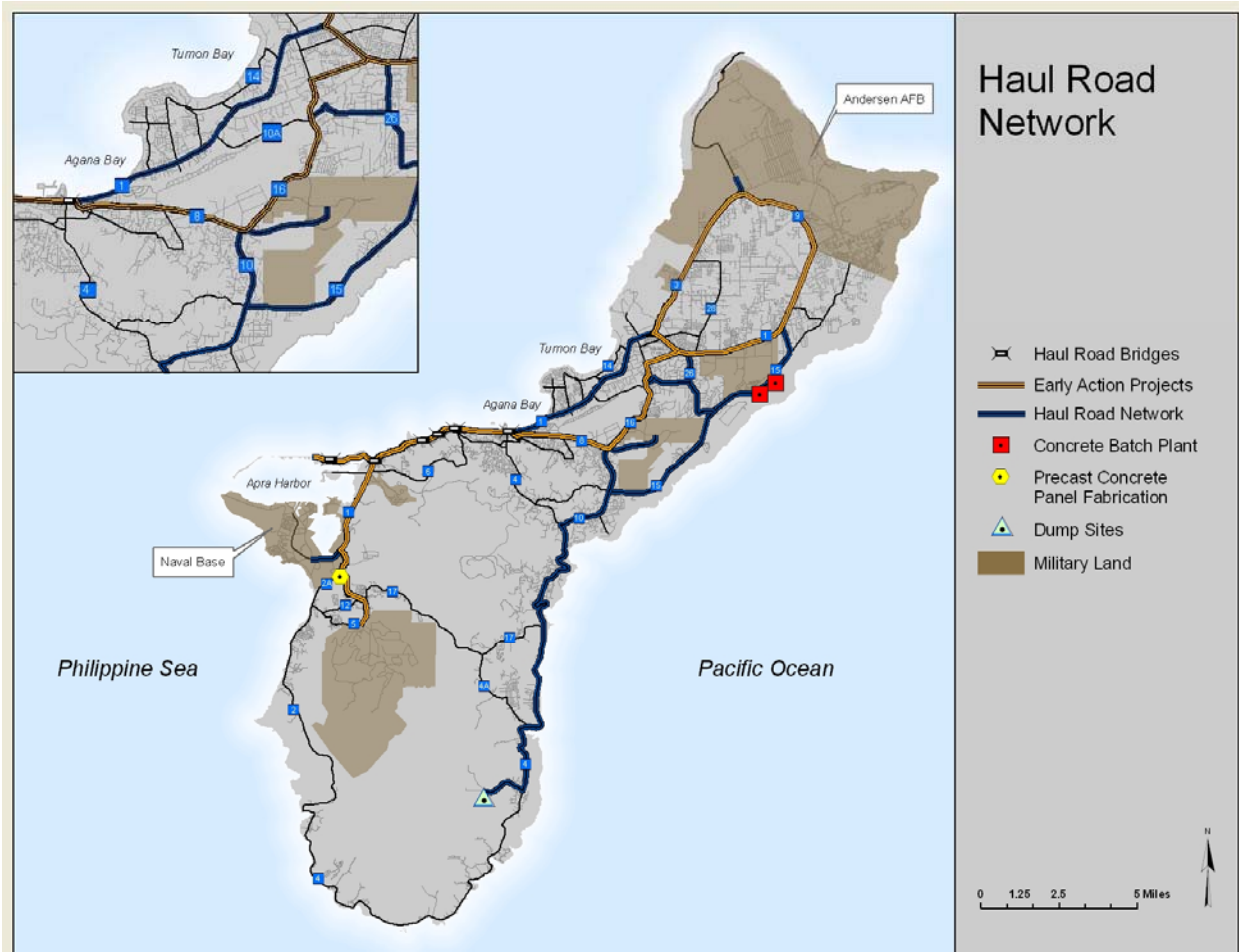 Haul Road
Network
Tumon Bay
14
26
10A
Agana Bay
1
16
8
10
4
15
Andersen AFB
9
3
28
1
Tumon Bay
14
15
26
Agana Bay
1
16
8
Apra Harbor
6
4
15
1
10
Naval Base
2A
17
12
5
17
Philippine Sea
Pacific Ocean
4A
2
4
4
Haul Road Bridges
Early Action Projects
Haul Road Network
Concrete Batch Plant
Precast Concrete
Panel Fabrication
Dump Sites
Military Land
N
0 1.25 2.5 5 Miles